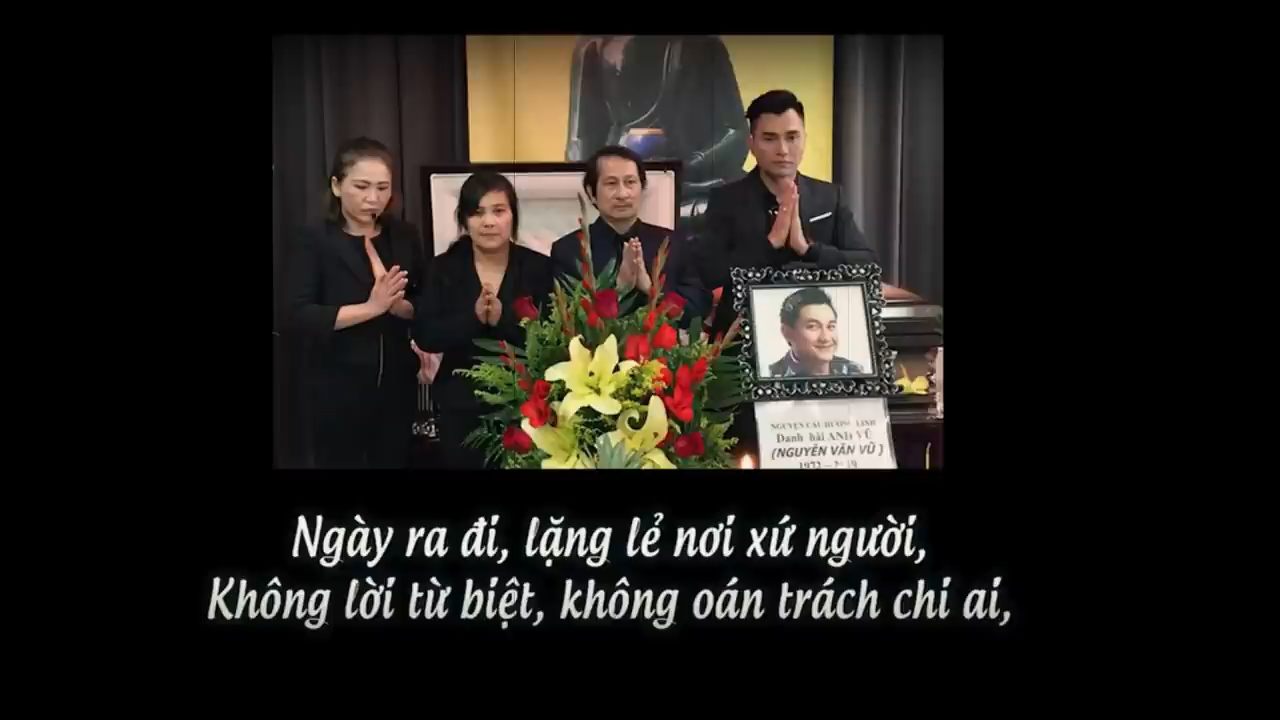 NGUYỆN CẦU HƯƠNG LINH
Danh hài ANH VŨ
(NGUYỄN VĂN VŨ )
Ngày ra đi, lặng lẻ nơi xứ người,
Không lời từ biệt, không oán trách chi ai,